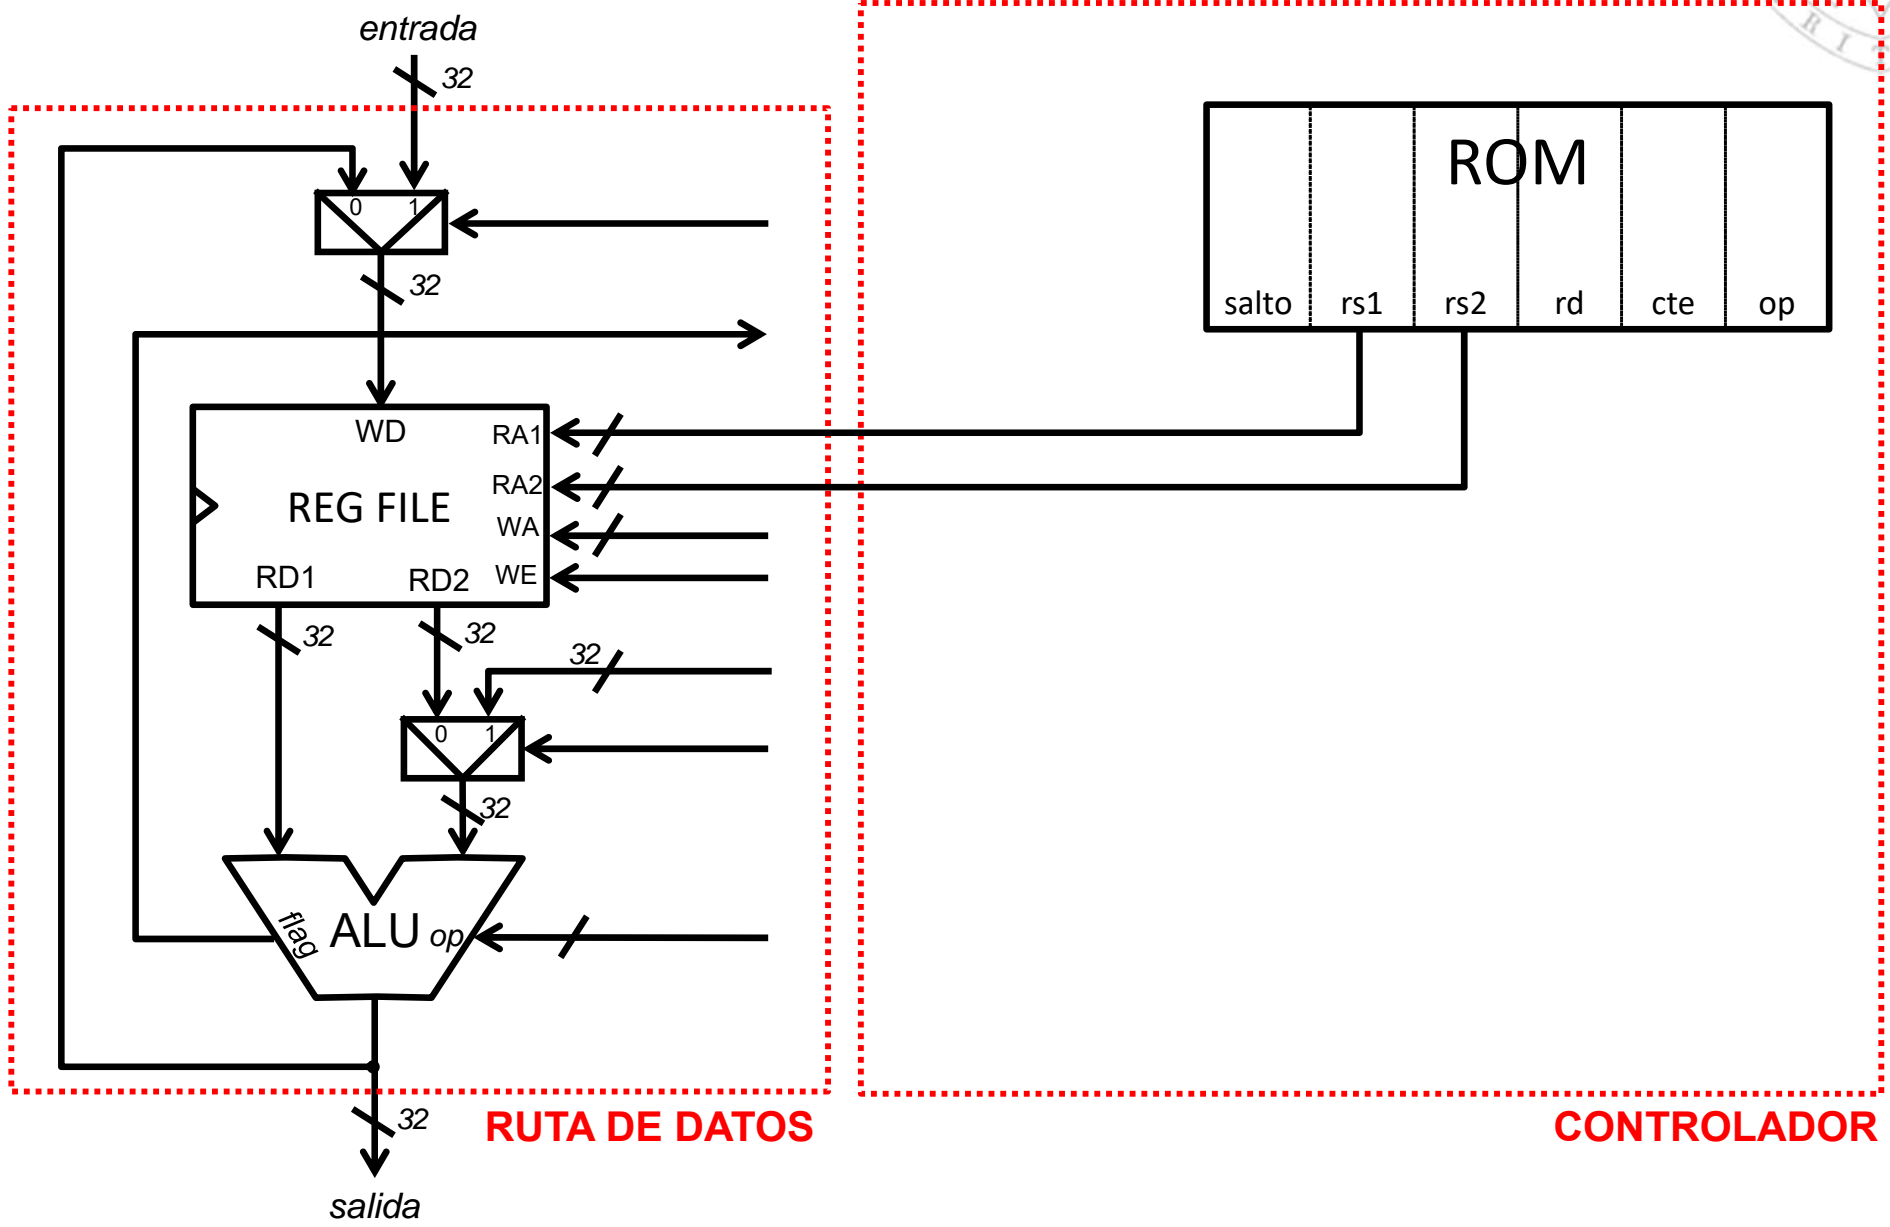 entrada
32
0 1
32
ROM
salto rs1 rs2 rd cte op
WD
RA1
RA2
REG FILE
WA
WE
RD1 RD2
32 32
32
0 1
32
flag ALU op
32
RUTA DE DATOS
CONTROLADOR
salida
R I T